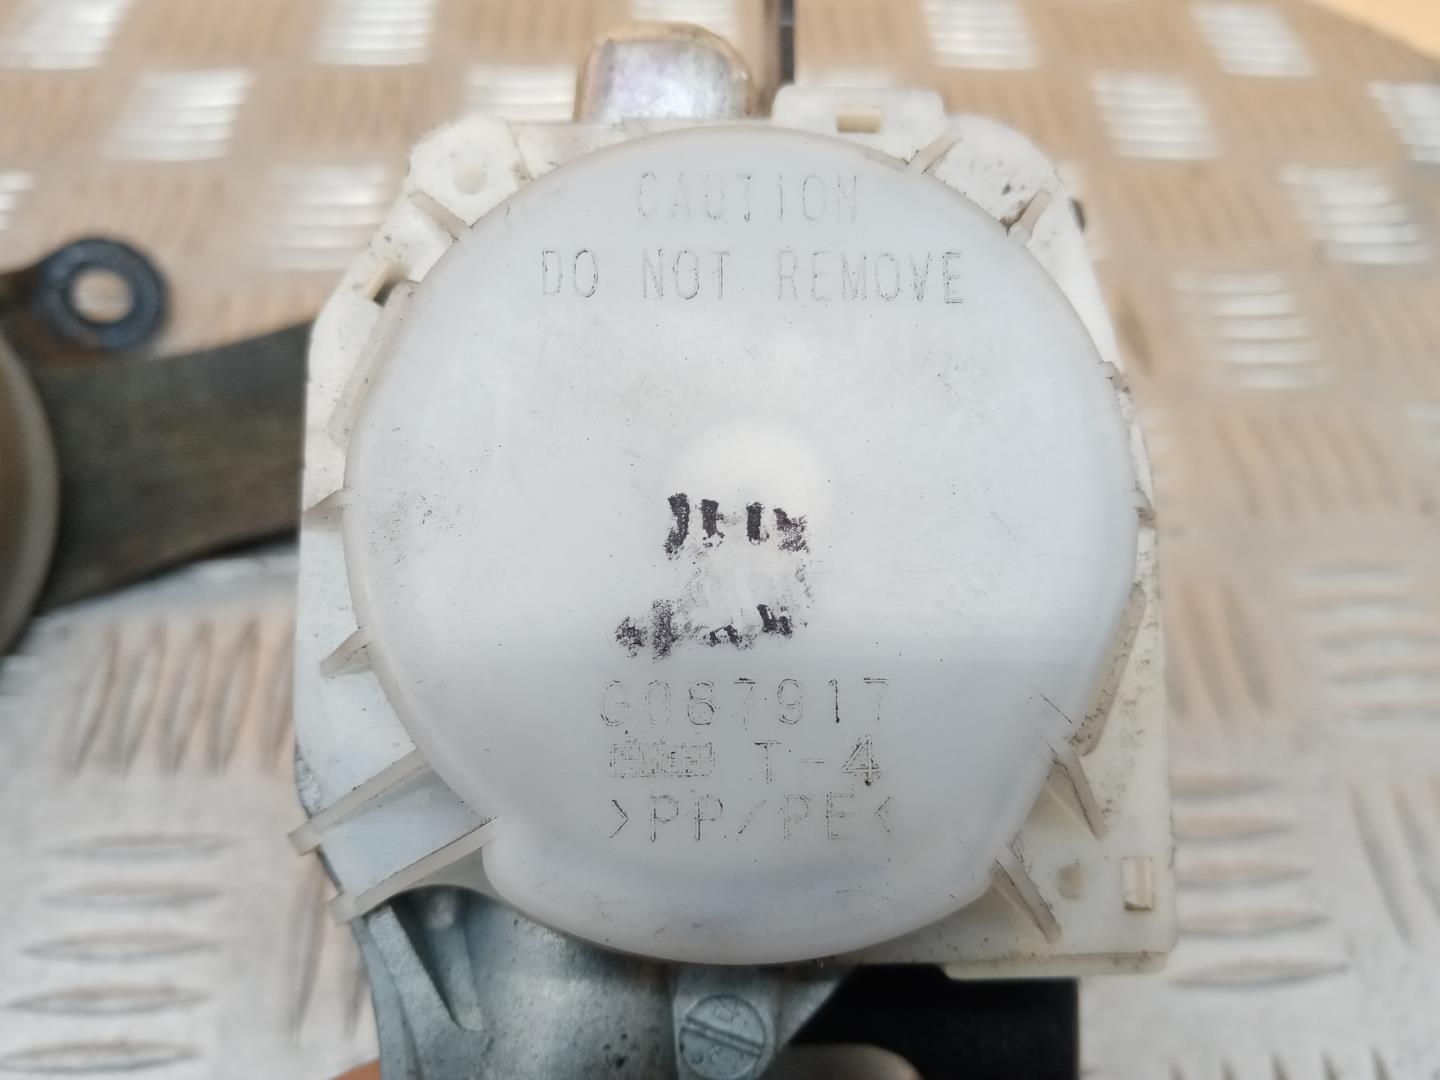 CAUTION
DO NOT REMOVE
G087917
T-4
>PP/PE<